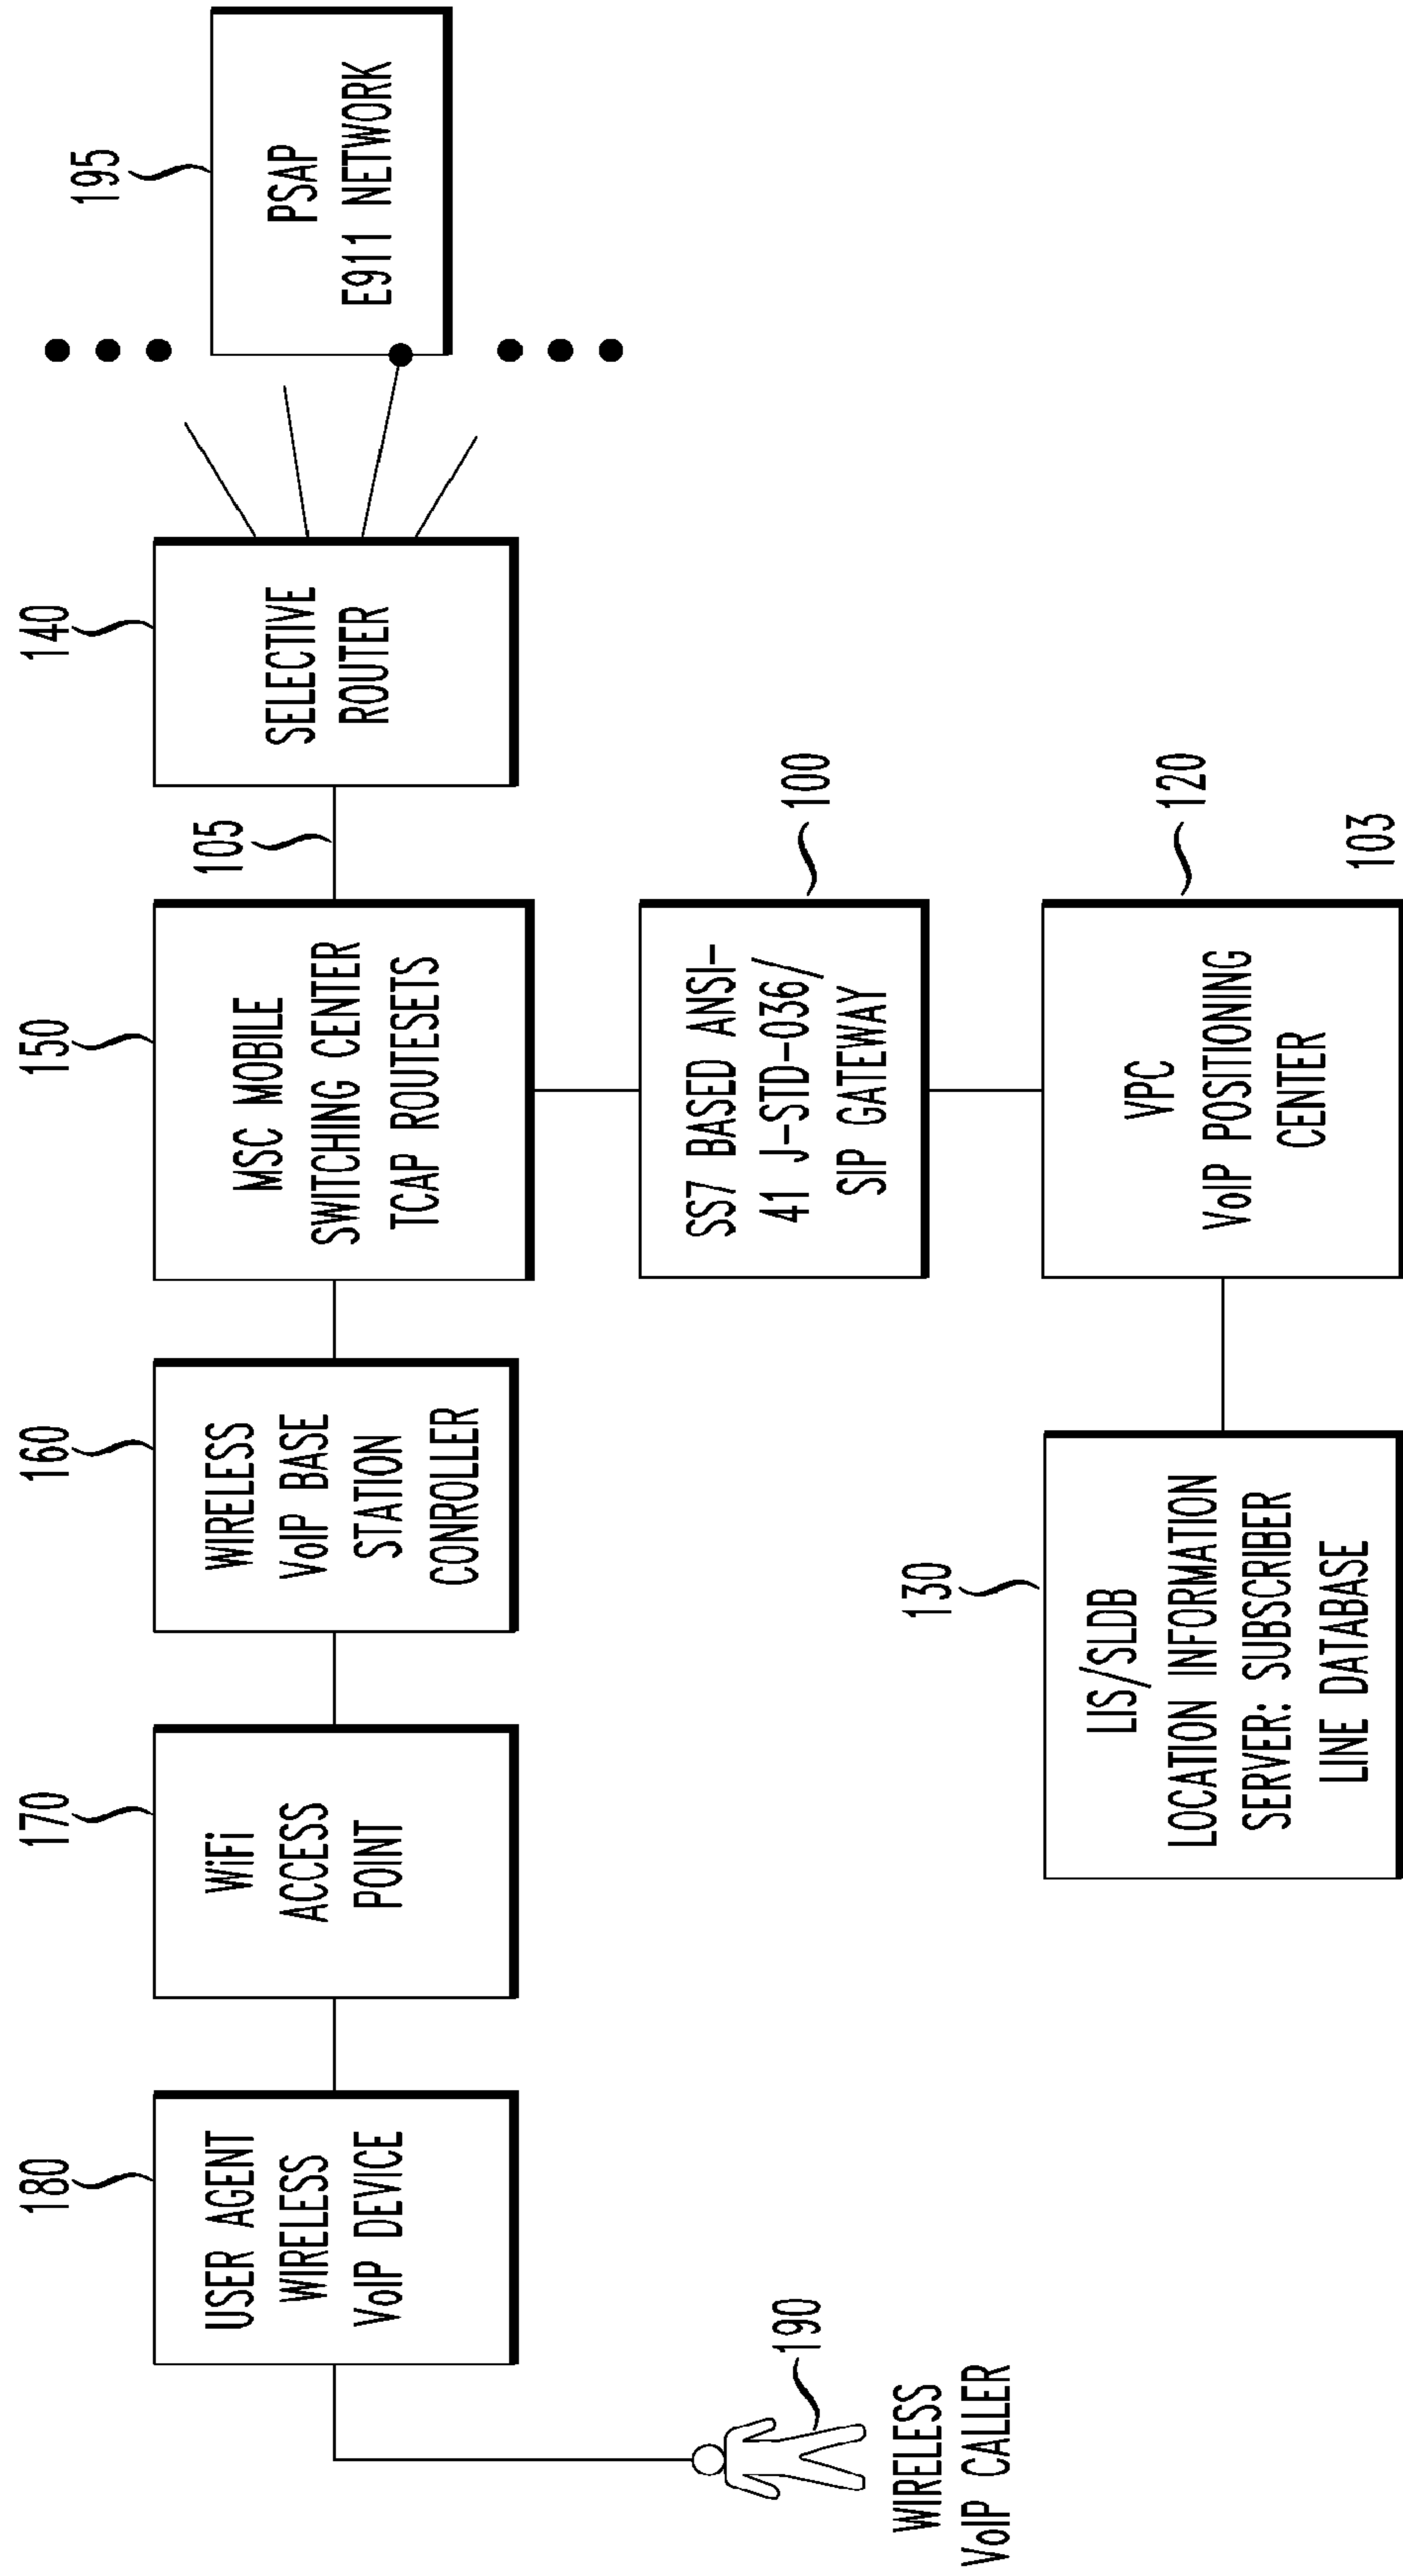 180
USER AGENT
WIRELESS
VoIP DEVICE
170
WiFi
ACCESS
POINT
160
WIRELESS
VoIP BASE
STATION
CONROLLER
150
MSC MOBILE
SWITCHING CENTER
TCAP ROUTESETS
105
140
SELECTIVE
ROUTER
195
PSAP
E911 NETWORK
190
WIRELESS
VoIP CALLER
100
SS7 BASED ANSI-
41 J-STD-036/
SIP GATEWAY
130
LIS/SLDB
LOCATION INFORMATION
SERVER: SUBSCRIBER
LINE DATABASE
120
VPC
VoIP POSITIONING
CENTER
103